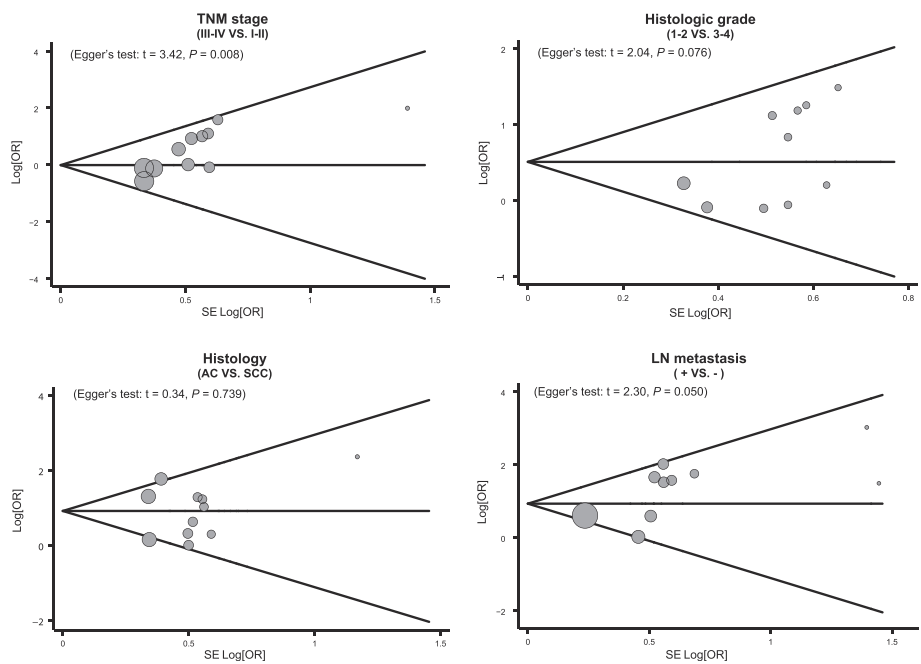 TNM stage
(III-IV VS. I-II)
(Egger's test: t = 3.42, P = 0.008)
4
2
0
−2
−4
Log[OR]
0
0.5
1
1.5
SE Log[OR]
Histologic grade
(1-2 VS. 3-4)
(Egger's test: t = 2.04, P = 0.076)
2
1
0
−1
Log[OR]
0
0.2
0.4
0.6
0.8
SE Log[OR]
Histology
(AC VS. SCC)
(Egger's test: t = 0.34, P = 0.739)
4
2
0
−2
Log[OR]
0
0.5
1
1.5
SE Log[OR]
LN metastasis
( + VS. - )
(Egger's test: t = 2.30, P = 0.050)
4
2
0
−2
Log[OR]
0
0.5
1
1.5
SE Log[OR]